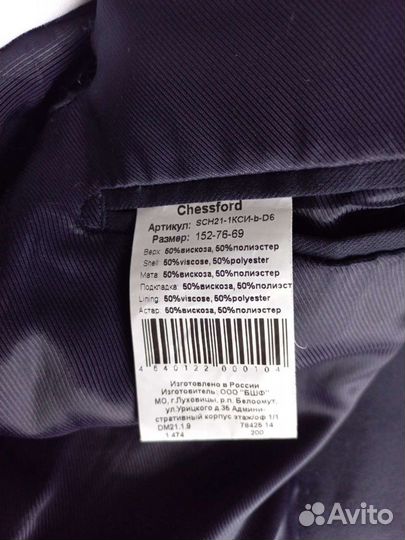 Chessford
Артикул: SCH21-1КСИ-b-D6
Размер: 152-76-69
Верх: 50%вискоза, 50%полиэстер
Shell: 50%viscose, 50%polyester
Мата: 50%вискоза, 50%полиэстер
Подкладка: 50%вискоза, 50%полиэст
Lining: 50%viscose, 50%polyester
Астар: 50%вискоза, 50%полиэстер
4 640122 000104
Изготовлено в России
Изготовитель: ООО "БШФ"
МО, г.Луховицы, р.п. Белоомут,
ул.Урицкого д.36 Админи-
стративный корпус этаж/оф 1/1
DM21.1.9 78425 14
1 474 200
Avito